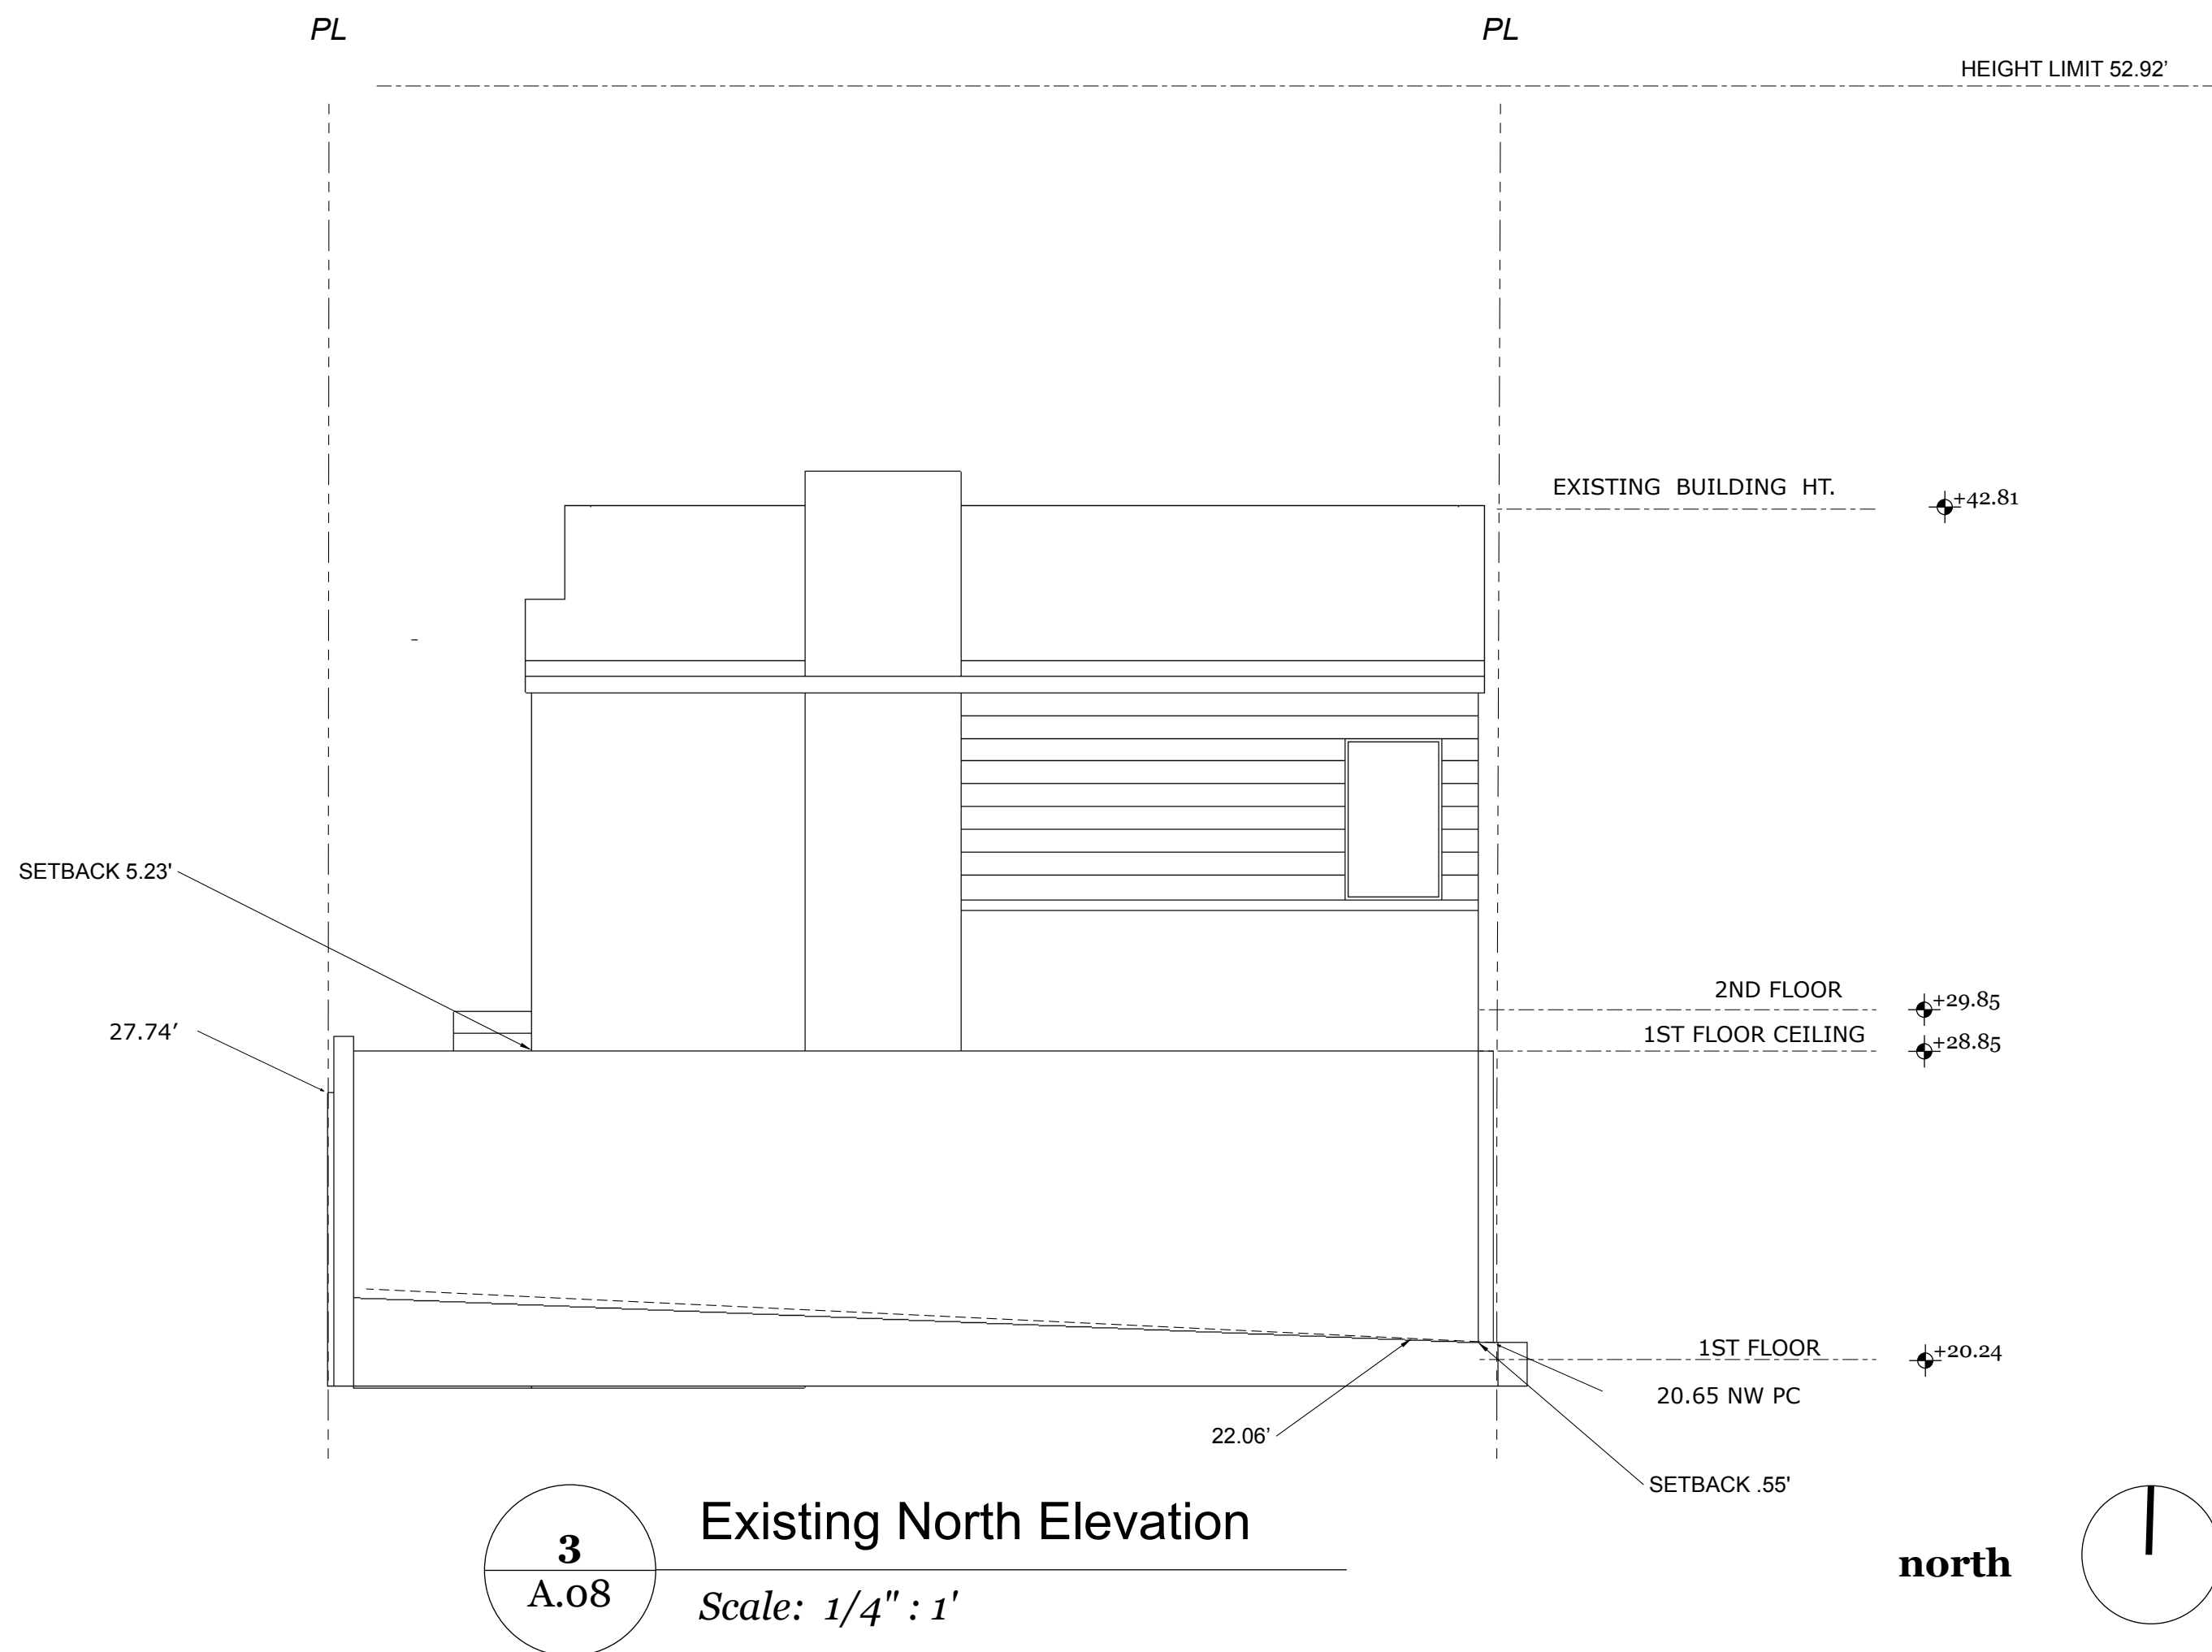 PL
PL
HEIGHT LIMIT 52.92’
EXISTING BUILDING HT.
+42.81
SETBACK 5.23'
2ND FLOOR
+29.85
27.74’
1ST FLOOR CEILING
+28.85
1ST FLOOR
+20.24
20.65 NW PC
22.06’
SETBACK .55'
3
A.08
Existing North Elevation
Scale: 1/4" : 1'
north